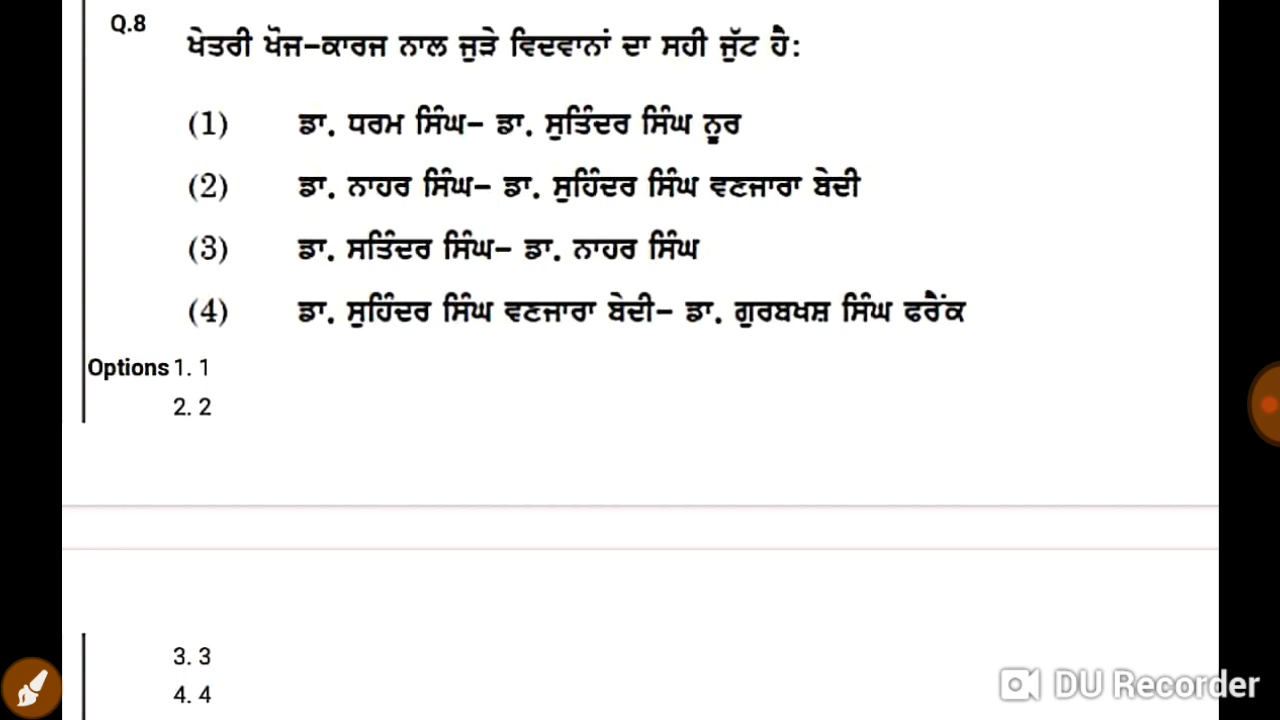 Q.8
ਖੇਤਰੀ ਖੋਜ-ਕਾਰਜ ਨਾਲ ਜੁੜੇ ਵਿਦਵਾਨਾਂ ਦਾ ਸਹੀ ਜੁੱਟ ਹੈ:
(1) ਡਾ. ਧਰਮ ਸਿੰਘ- ਡਾ. ਸੁਤਿੰਦਰ ਸਿੰਘ ਨੂਰ
(2) ਡਾ. ਨਾਹਰ ਸਿੰਘ- ਡਾ. ਸੁਹਿੰਦਰ ਸਿੰਘ ਵਣਜਾਰਾ ਬੇਦੀ
(3) ਡਾ. ਸਤਿੰਦਰ ਸਿੰਘ- ਡਾ. ਨਾਹਰ ਸਿੰਘ
(4) ਡਾ. ਸੁਹਿੰਦਰ ਸਿੰਘ ਵਣਜਾਰਾ ਬੇਦੀ- ਡਾ. ਗੁਰਬਖਸ਼ ਸਿੰਘ ਫਰੈਂਕ
Options 1. 1
2. 2
3. 3
4. 4
DU Recorder